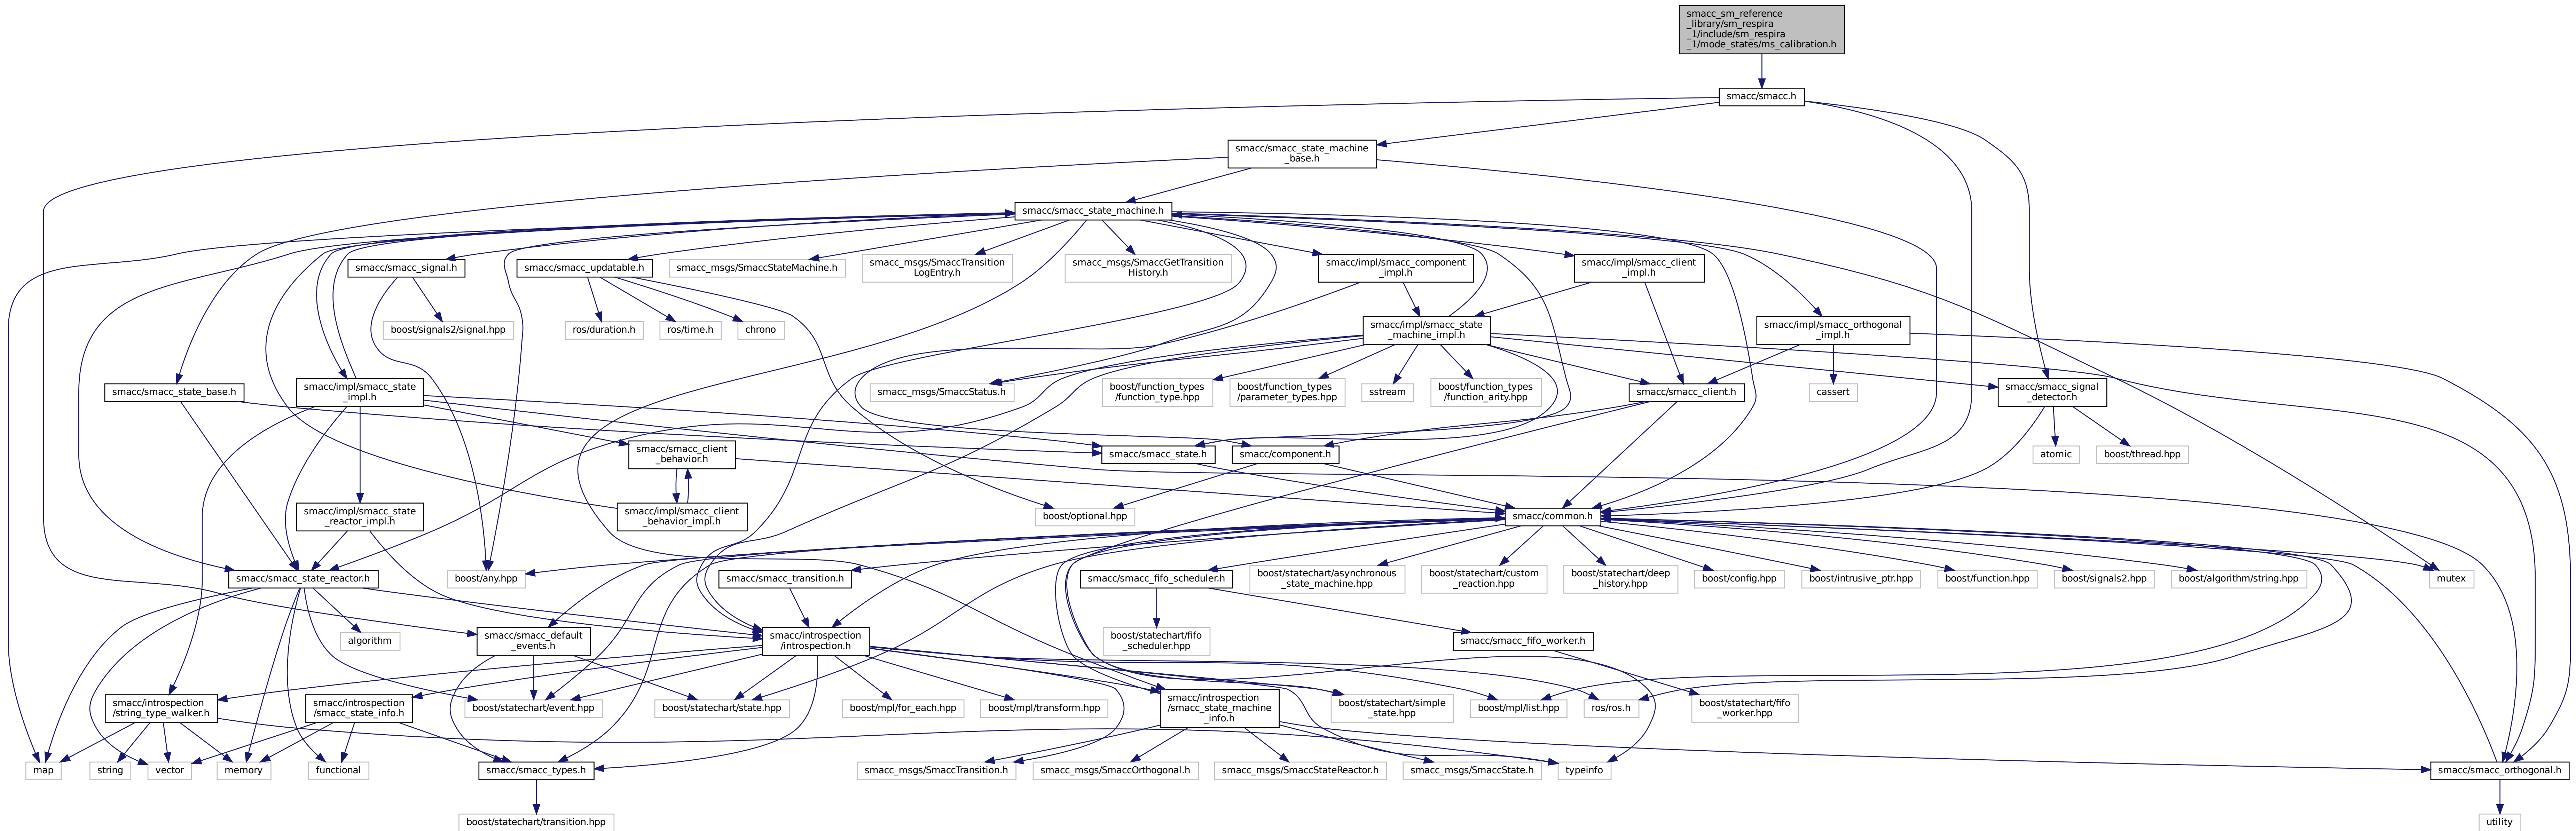 smacc_sm_reference
_library/sm_respira
_1/include/sm_respira
_1/mode_states/ms_calibration.h
smacc/smacc.h
smacc/smacc_state_machine
_base.h
smacc/smacc_state_machine.h
smacc/smacc_signal.h
smacc/smacc_updatable.h
smacc_msgs/SmaccStateMachine.h
smacc_msgs/SmaccTransition
LogEntry.h
smacc_msgs/SmaccGetTransition
History.h
smacc/impl/smacc_component
_impl.h
smacc/impl/smacc_client
_impl.h
boost/signals2/signal.hpp
ros/duration.h
ros/time.h
chrono
smacc/impl/smacc_state
_machine_impl.h
smacc/impl/smacc_orthogonal
_impl.h
smacc/smacc_state_base.h
smacc/impl/smacc_state
_impl.h
smacc_msgs/SmaccStatus.h
boost/function_types
/function_type.hpp
boost/function_types
/parameter_types.hpp
sstream
boost/function_types
/function_arity.hpp
smacc/smacc_client.h
cassert
smacc/smacc_signal
_detector.h
smacc/smacc_client
_behavior.h
smacc/smacc_state.h
smacc/component.h
atomic
boost/thread.hpp
smacc/impl/smacc_state
_reactor_impl.h
smacc/impl/smacc_client
_behavior_impl.h
boost/optional.hpp
smacc/common.h
smacc/smacc_state_reactor.h
boost/any.hpp
smacc/smacc_transition.h
smacc/smacc_fifo_scheduler.h
boost/statechart/asynchronous
_state_machine.hpp
boost/statechart/custom
_reaction.hpp
boost/statechart/deep
_history.hpp
boost/config.hpp
boost/intrusive_ptr.hpp
boost/function.hpp
boost/signals2.hpp
boost/algorithm/string.hpp
mutex
algorithm
smacc/smacc_default
_events.h
smacc/introspection
/introspection.h
boost/statechart/fifo
_scheduler.hpp
smacc/smacc_fifo_worker.h
smacc/introspection
/string_type_walker.h
smacc/introspection
/smacc_state_info.h
boost/statechart/event.hpp
boost/statechart/state.hpp
boost/mpl/for_each.hpp
boost/mpl/transform.hpp
smacc/introspection
/smacc_state_machine
_info.h
boost/statechart/simple
_state.hpp
boost/mpl/list.hpp
ros/ros.h
boost/statechart/fifo
_worker.hpp
map
string
vector
memory
functional
smacc/smacc_types.h
smacc_msgs/SmaccTransition.h
smacc_msgs/SmaccOrthogonal.h
smacc_msgs/SmaccStateReactor.h
smacc_msgs/SmaccState.h
typeinfo
smacc/smacc_orthogonal.h
boost/statechart/transition.hpp
utility